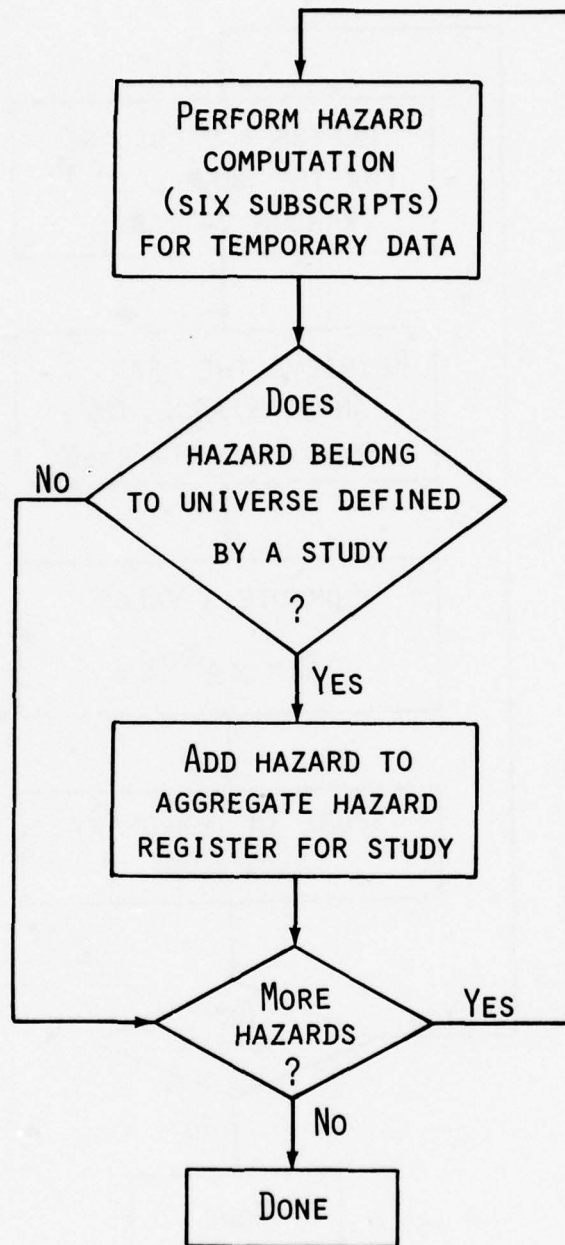 PERFORM HAZARD
COMPUTATION
(SIX SUBSCRIPTS)
FOR TEMPORARY DATA
DOES
HAZARD BELONG
TO UNIVERSE DEFINED
BY A STUDY
?
NO
YES
ADD HAZARD TO
AGGREGATE HAZARD
REGISTER FOR STUDY
MORE
HAZARDS
?
YES
NO
DONE